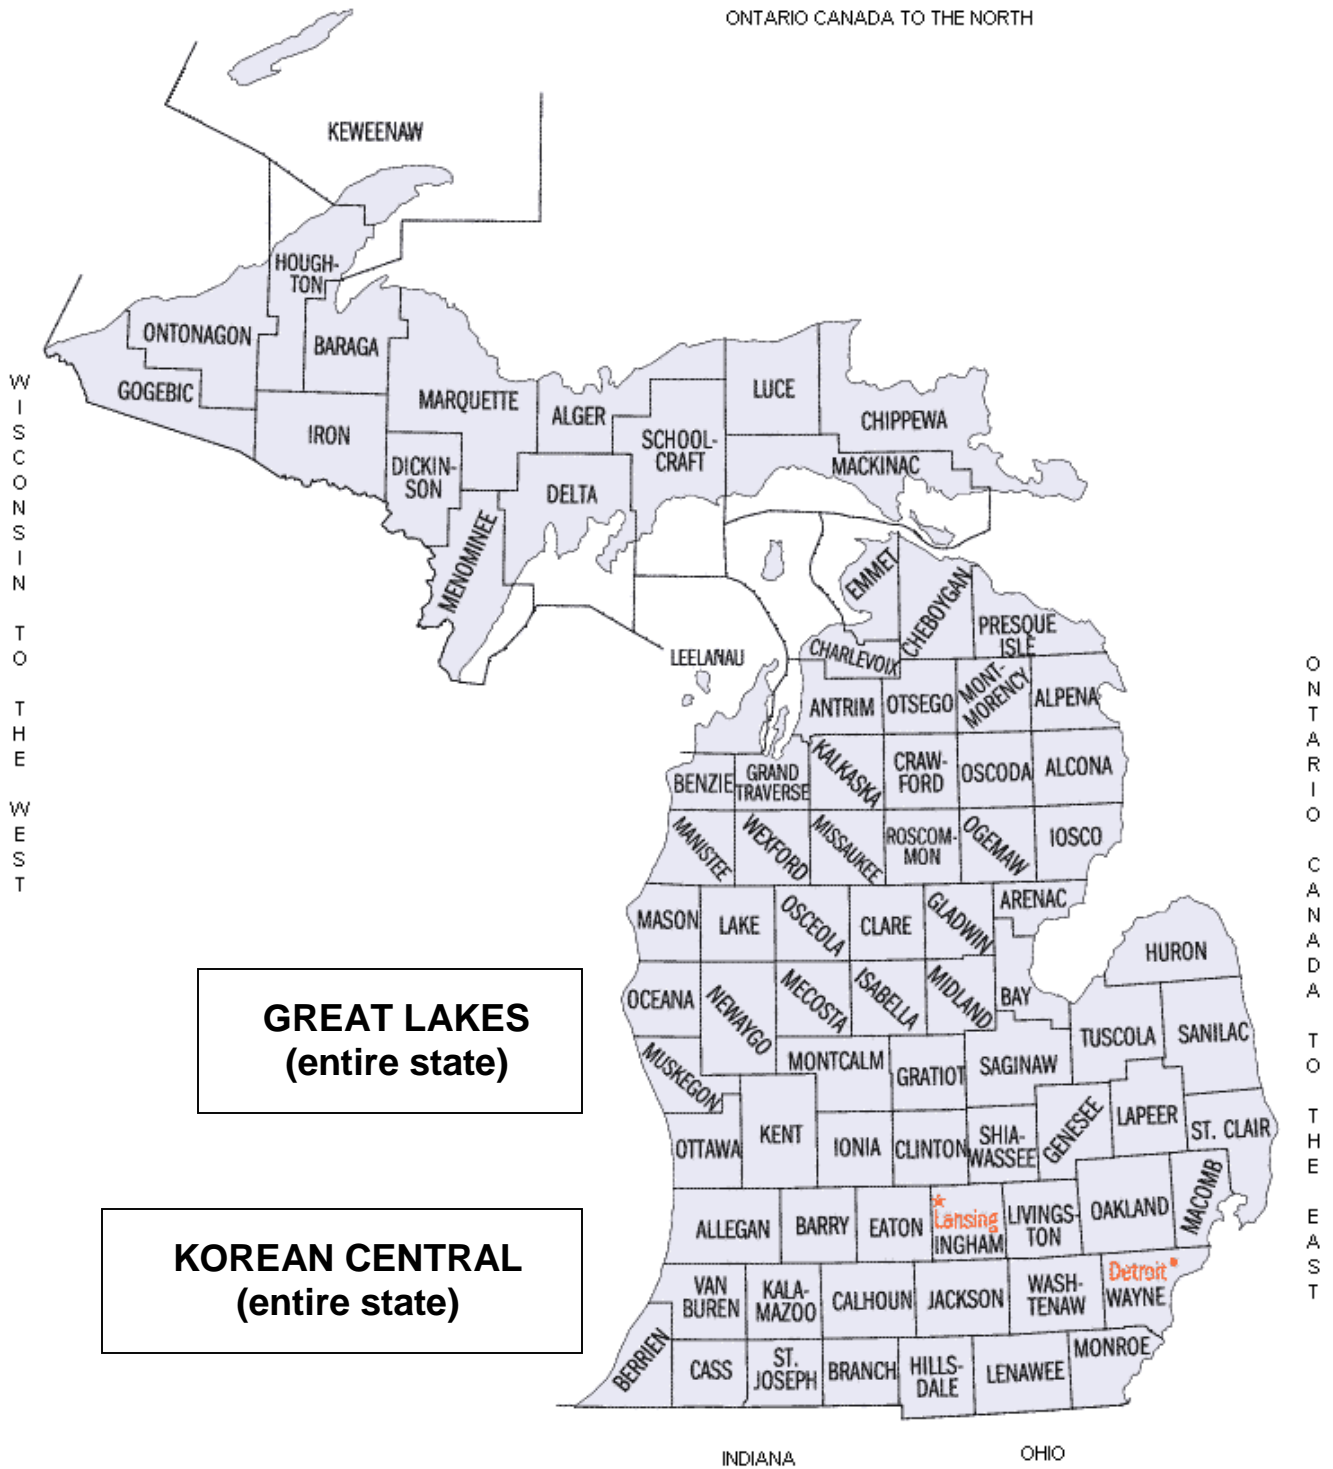 ONTARIO CANADA TO THE NORTH
KEWEENAW
HOUGH-
TON
ONTONAGON
BARAGA
GOGEBIC
MARQUETTE
IRON
ALGER
LUCE
CHIPPEWA
SCHOOL-
CRAFT
MACKINAC
DICKIN-
SON
DELTA
MENOMINEE
WISCONSIN TO THE WEST
EMMET
CHEBOYGAN
PRESQUE
ISLE
CHARLEVOIX
LEELANAU
ANTRIM
OTSEGO
MONT-
MORENCY
ALPENA
BENZIE
GRAND
TRAVERSE
KALKASKA
CRAW-
FORD
OSCODA
ALCONA
MANISTEE
WEXFORD
MISSAUKEE
ROSCOM-
MON
OGEMAW
IOSCO
ONTARIO CANADA TO THE EAST
MASON
LAKE
OSCEOLA
CLARE
GLADWIN
ARENAC
HURON
OCEANA
NEWAYGO
MECOSTA
ISABELLA
MIDLAND
BAY
TUSCOLA
SANILAC
GREAT LAKES
(entire state)
MUSKEGON
MONTCALM
GRATIOT
SAGINAW
OTTAWA
KENT
IONIA
CLINTON
SHIA-
WASSEE
GENESEE
LAPEER
ST. CLAIR
KOREAN CENTRAL
(entire state)
ALLEGAN
BARRY
EATON
Lansing
INGHAM
LIVINGS-
TON
OAKLAND
MACOMB
VAN
BUREN
KALA-
MAZOO
CALHOUN
JACKSON
WASH-
TENAW
Detroit
WAYNE
BERRIEN
CASS
ST.
JOSEPH
BRANCH
HILLS-
DALE
LENAWEE
MONROE
INDIANA
OHIO